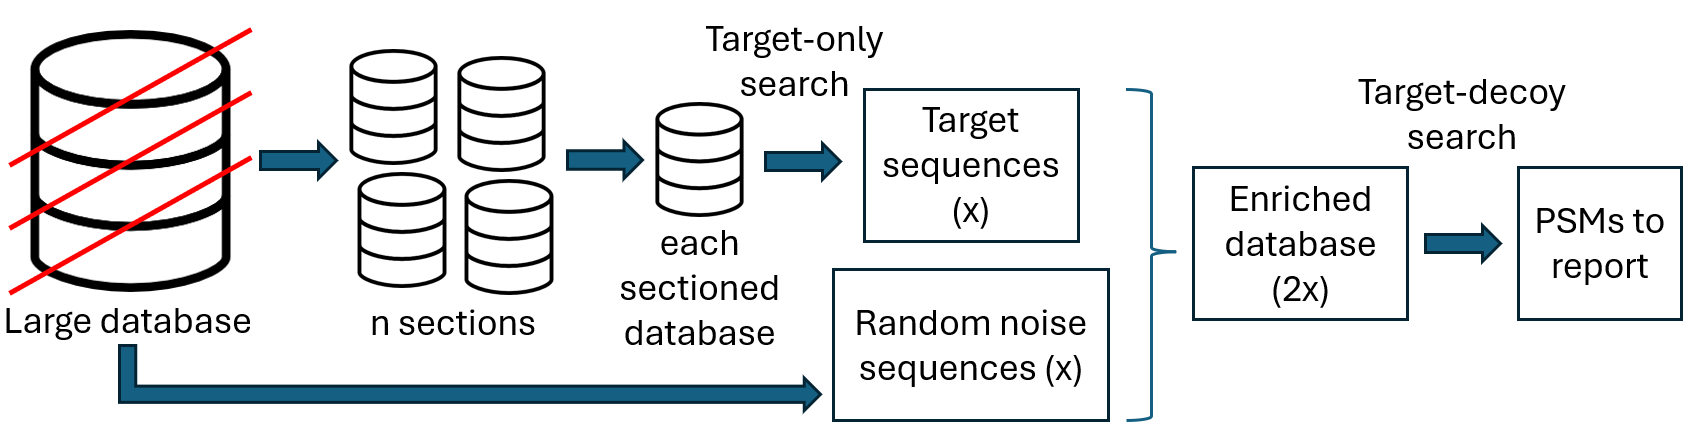 Large database
n sections
each
sectioned
database
Target-only
search
Target
sequences
(x)
Random noise
sequences (x)
Enriched
database
(2x)
Target-decoy
search
PSMs to
report